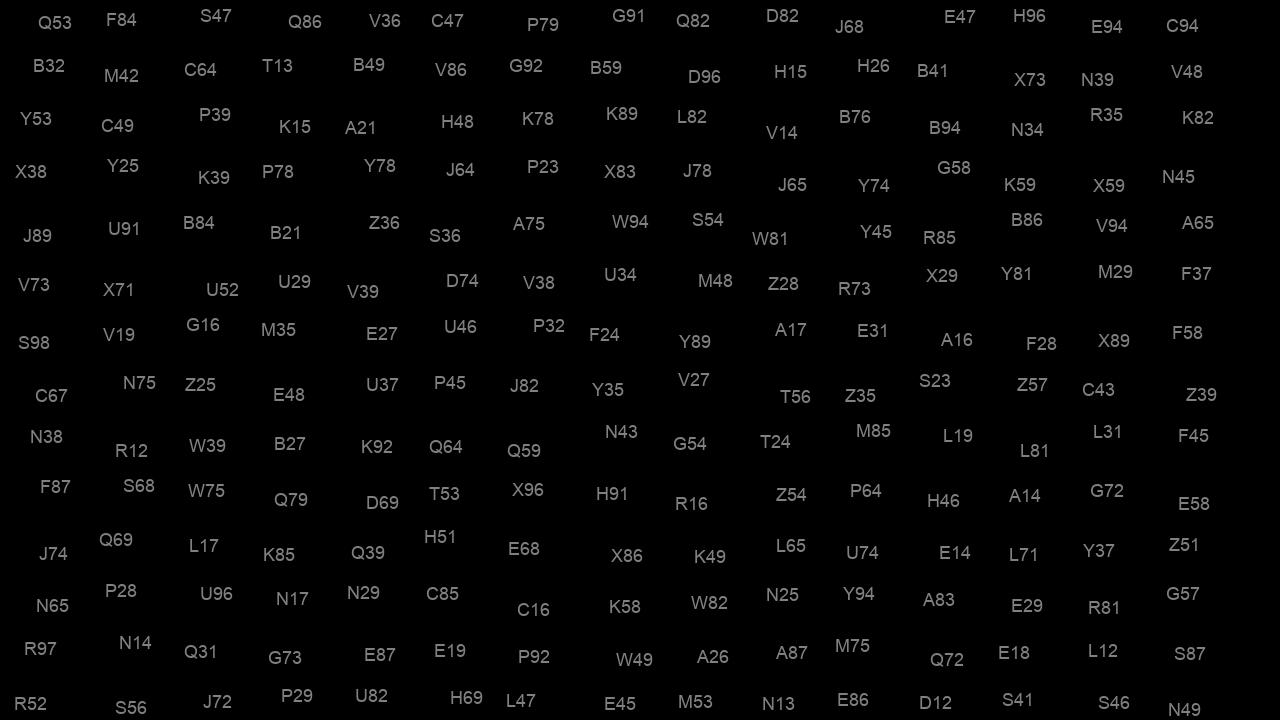 Q53 F84 S47 Q86 V36 C47 P79 G91 Q82 D82 J68 E47 H96 E94 C94
B32 M42 C64 T13 B49 V86 G92 B59 D96 H15 H26 B41 X73 N39 V48
Y53 C49 P39 K15 A21 H48 K78 K89 L82 V14 B76 B94 N34 R35 K82
X38 Y25 K39 P78 Y78 J64 P23 X83 J78 J65 Y74 G58 K59 X59 N45
J89 U91 B84 B21 Z36 S36 A75 W94 S54 W81 Y45 R85 B86 V94 A65
V73 X71 U52 U29 V39 D74 V38 U34 M48 Z28 R73 X29 Y81 M29 F37
S98 V19 G16 M35 E27 U46 P32 F24 Y89 A17 E31 A16 F28 X89 F58
C67 N75 Z25 E48 U37 P45 J82 Y35 V27 T56 Z35 S23 Z57 C43 Z39
N38 R12 W39 B27 K92 Q64 Q59 N43 G54 T24 M85 L19 L81 L31 F45
F87 S68 W75 Q79 D69 T53 X96 H91 R16 Z54 P64 H46 A14 G72 E58
J74 Q69 L17 K85 Q39 H51 E68 X86 K49 L65 U74 E14 L71 Y37 Z51
N65 P28 U96 N17 N29 C85 C16 K58 W82 N25 Y94 A83 E29 R81 G57
R97 N14 Q31 G73 E87 E19 P92 W49 A26 A87 M75 Q72 E18 L12 S87
R52 S56 J72 P29 U82 H69 L47 E45 M53 N13 E86 D12 S41 S46 N49